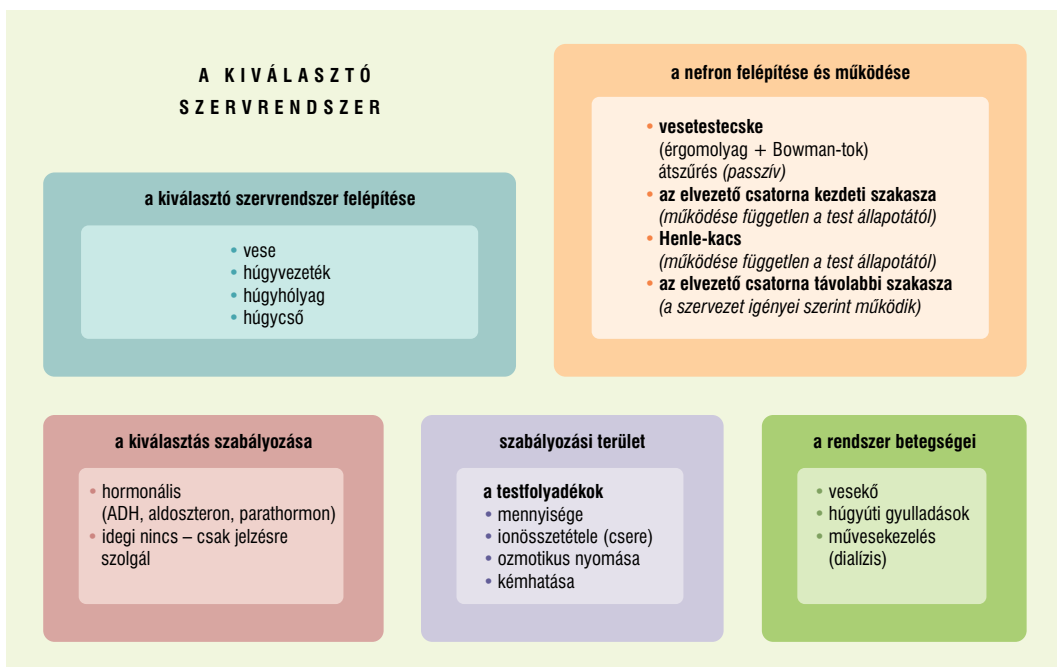 A KIVÁLASZTÓ
SZERVRENDSZER
a kiválasztó szervrendszer felépítése
• vese
• húgyvezeték
• húgyhólyag
• húgycső
a nefron felépítése és működése
• vesetestecske
(érgomolyag + Bowman-tok)
átszűrés (passzív)
• az elvezető csatorna kezdeti szakasza
(működése független a test állapotától)
• Henle-kacs
(működése független a test állapotától)
• az elvezető csatorna távolabbi szakasza
(a szervezet igényei szerint működik)
a kiválasztás szabályozása
• hormonális
(ADH, aldoszteron, parathormon)
• idegi nincs – csak jelzésre
szolgál
szabályozási terület
a testfolyadékok
• mennyisége
• ionösszetétele (csere)
• ozmotikus nyomása
• kémhatása
a rendszer betegségei
• vesekő
• húgyúti gyulladások
• művesekezelés
(dialízis)